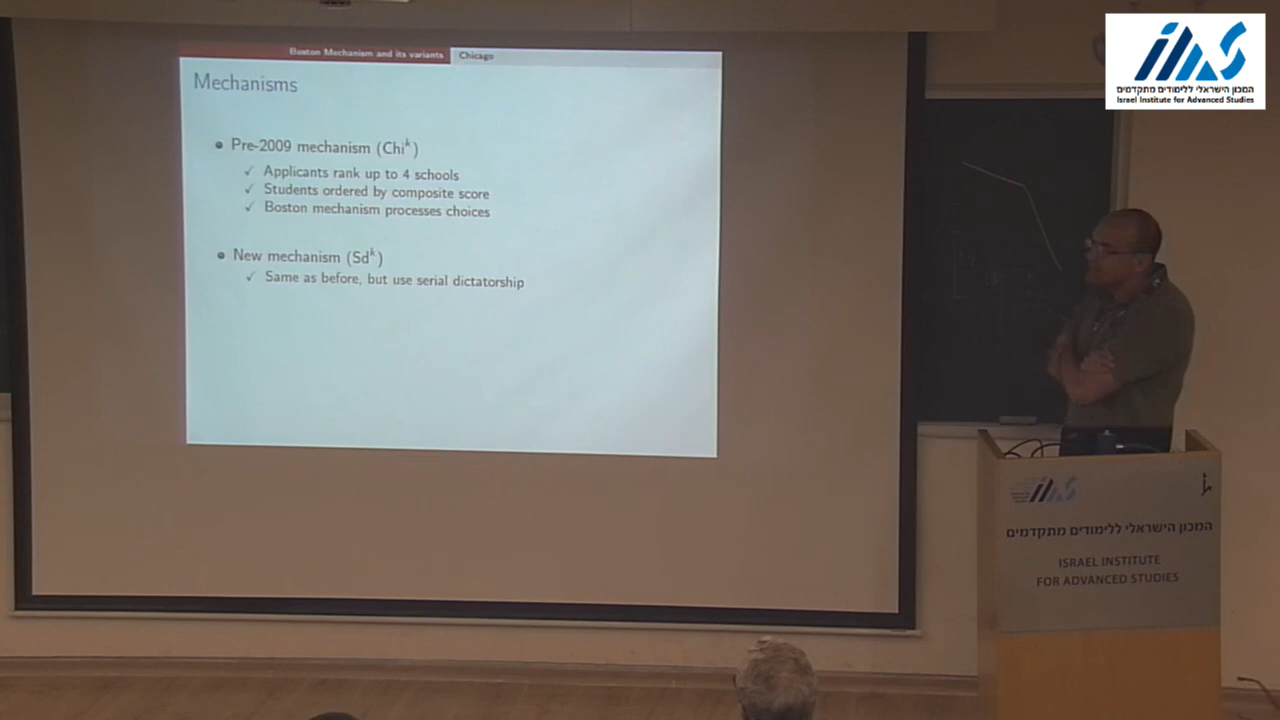 Boston Mechanism and its variants
Chicago
Mechanisms
Pre-2009 mechanism (Chi^k)
✓ Applicants rank up to 4 schools
✓ Students ordered by composite score
✓ Boston mechanism processes choices
New mechanism (Sd^k)
✓ Same as before, but use serial dictatorship
המכון הישראלי ללימודים מתקדמים
Israel Institute for Advanced Studies
המכון הישראלי ללימודים מתקדמים
ISRAEL INSTITUTE
FOR ADVANCED STUDIES